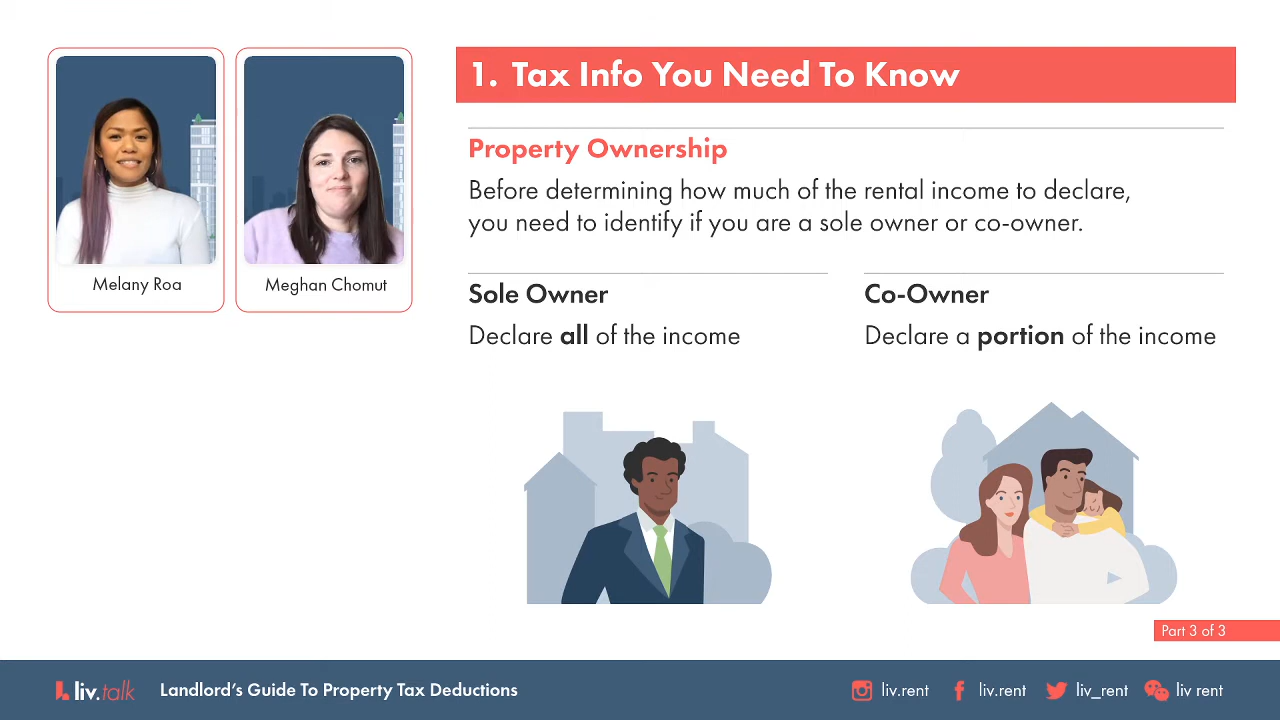 Melany Roa
Meghan Chomut
1. Tax Info You Need To Know
Property Ownership
Before determining how much of the rental income to declare,
you need to identify if you are a sole owner or co-owner.
Sole Owner
Declare all of the income
Co-Owner
Declare a portion of the income
Part 3 of 3
liv.talk
Landlord's Guide To Property Tax Deductions
liv.rent
liv.rent
liv_rent
liv rent